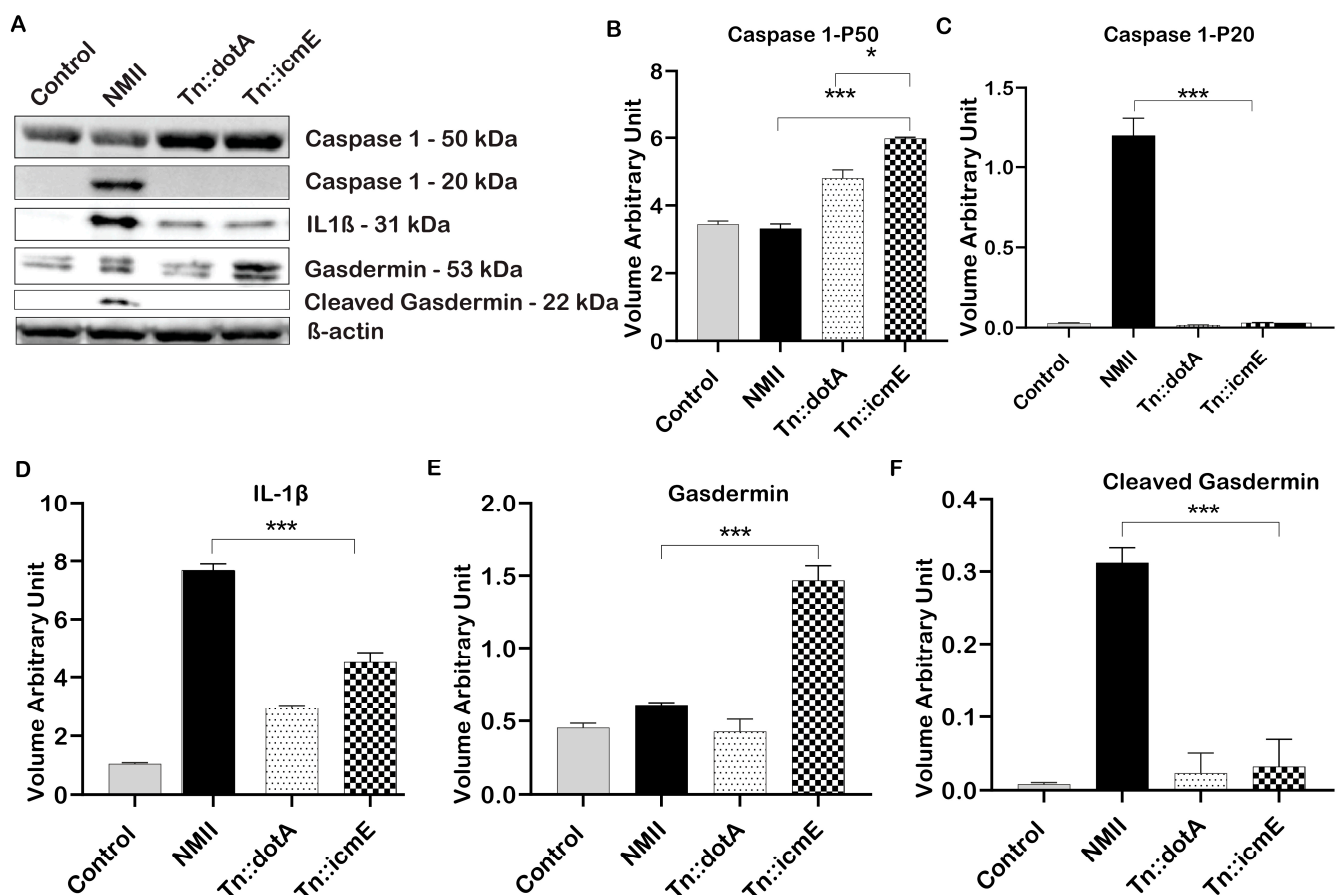 A
Control
NMII
Tn::dotA
Tn::icmE
Caspase 1 - 50 kDa
Caspase 1 - 20 kDa
IL1ß - 31 kDa
Gasdermin - 53 kDa
Cleaved Gasdermin - 22 kDa
ß-actin
B
Caspase 1-P50
*
***
Volume Arbitrary Unit
8
6
4
2
0
Control
NMII
Tn::dotA
Tn::icmE
C
Caspase 1-P20
***
Volume Arbitrary Unit
1.5
1.0
0.5
0.0
Control
NMII
Tn::dotA
Tn::icmE
D
IL-1β
***
Volume Arbitrary Unit
10
8
6
4
2
0
Control
NMII
Tn::dotA
Tn::icmE
E
Gasdermin
***
Volume Arbitrary Unit
2.0
1.5
1.0
0.5
0.0
Control
NMII
Tn::dotA
Tn::icmE
F
Cleaved Gasdermin
***
Volume Arbitrary Unit
0.4
0.3
0.2
0.1
0.0
Control
NMII
Tn::dotA
Tn::icmE